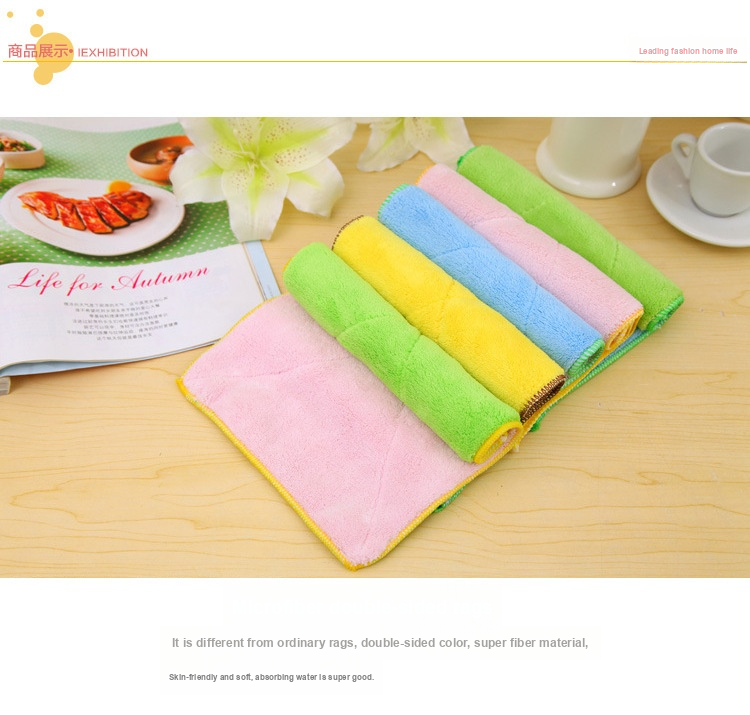 商品展示• IEXHIBITION
Leading fashion home life
Life for Autumn
It is different from ordinary rags, double-sided color, super fiber material,
Skin-friendly and soft, absorbing water is super good.